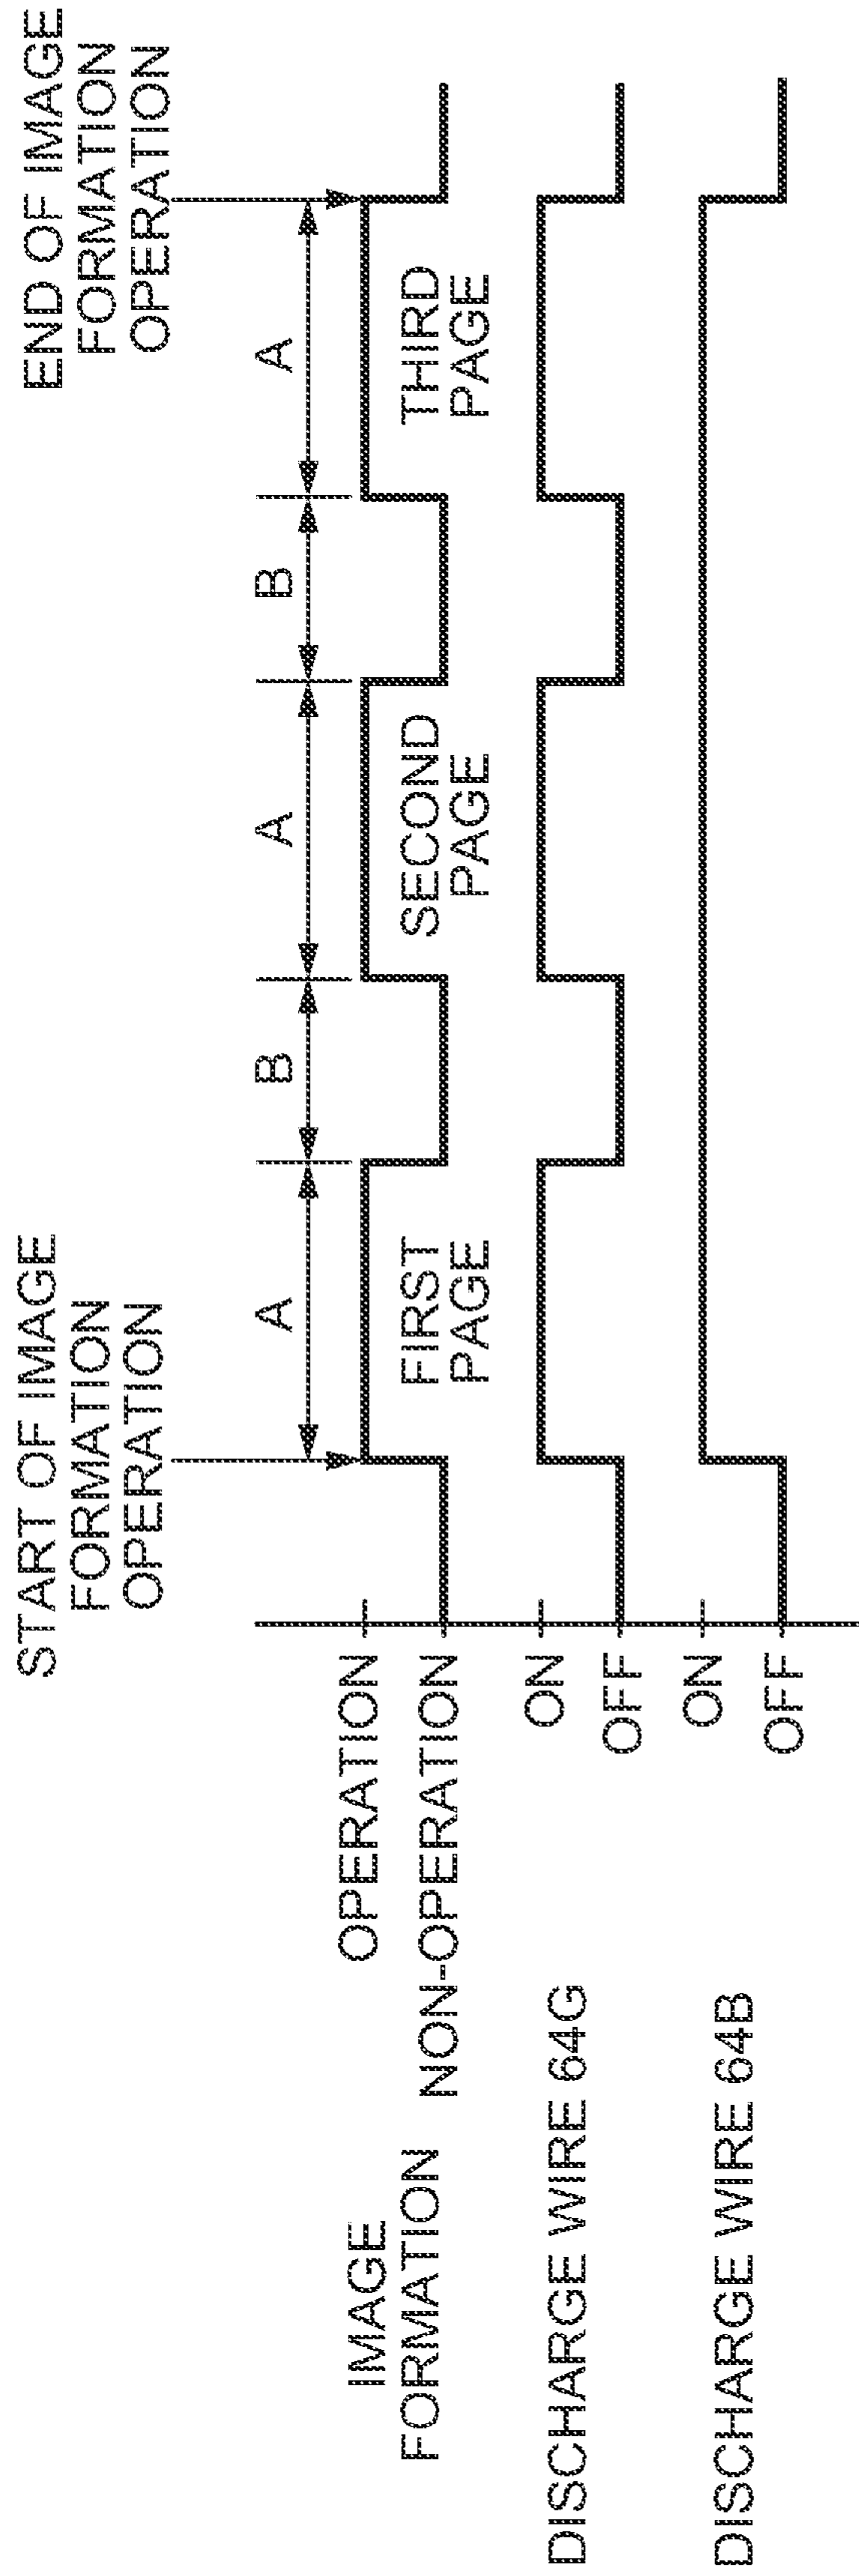 START OF IMAGE
FORMATION
OPERATION
END OF IMAGE
FORMATION
OPERATION
A
B
A
B
A
IMAGE
FORMATION
OPERATION
NON-OPERATION
FIRST
PAGE
SECOND
PAGE
THIRD
PAGE
DISCHARGE WIRE 64G
ON
OFF
DISCHARGE WIRE 64B
ON
OFF